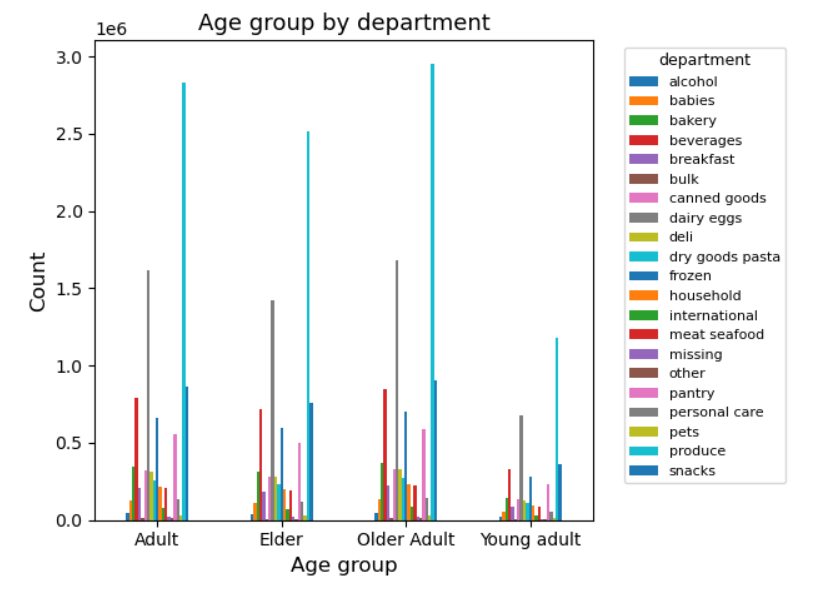 Age group by department
1e6
3.0
2.5
2.0
1.5
1.0
0.5
0.0
Count
Adult Elder Older Adult Young adult
Age group
department
alcohol
babies
bakery
beverages
breakfast
bulk
canned goods
dairy eggs
deli
dry goods pasta
frozen
household
international
meat seafood
missing
other
pantry
personal care
pets
produce
snacks